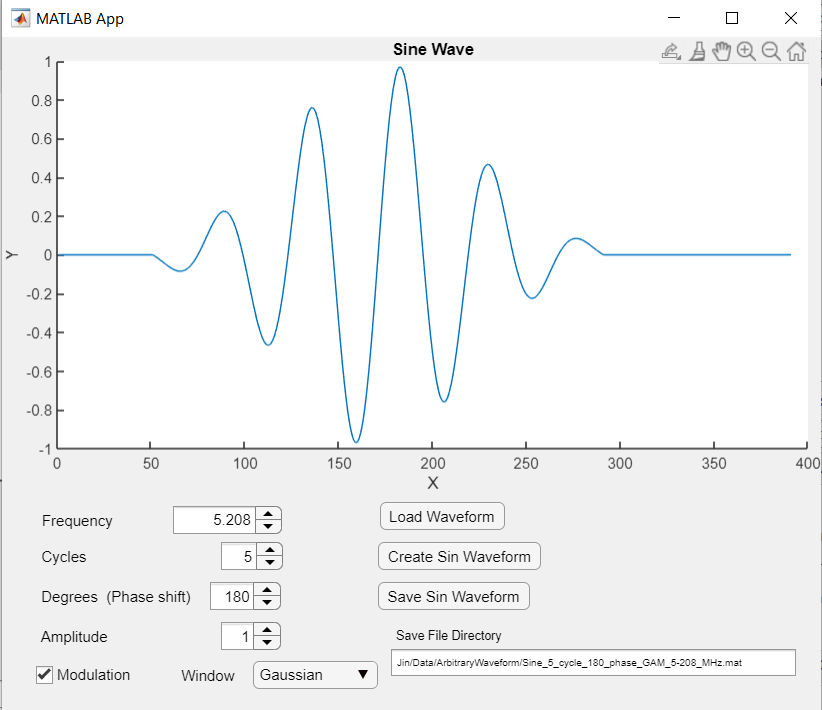 MATLAB App
Sine Wave
1
0.8
0.6
0.4
0.2
0
-0.2
-0.4
-0.6
-0.8
-1
Y
0 50 100 150 200 250 300 350 400
X
Frequency 5.208 Load Waveform
Cycles 5 Create Sin Waveform
Degrees (Phase shift) 180 Save Sin Waveform
Amplitude 1 Save File Directory
Modulation Window Gaussian Jin/Data/ArbitraryWaveform/Sine_5_cycle_180_phase_GAM_5-208_MHz.mat